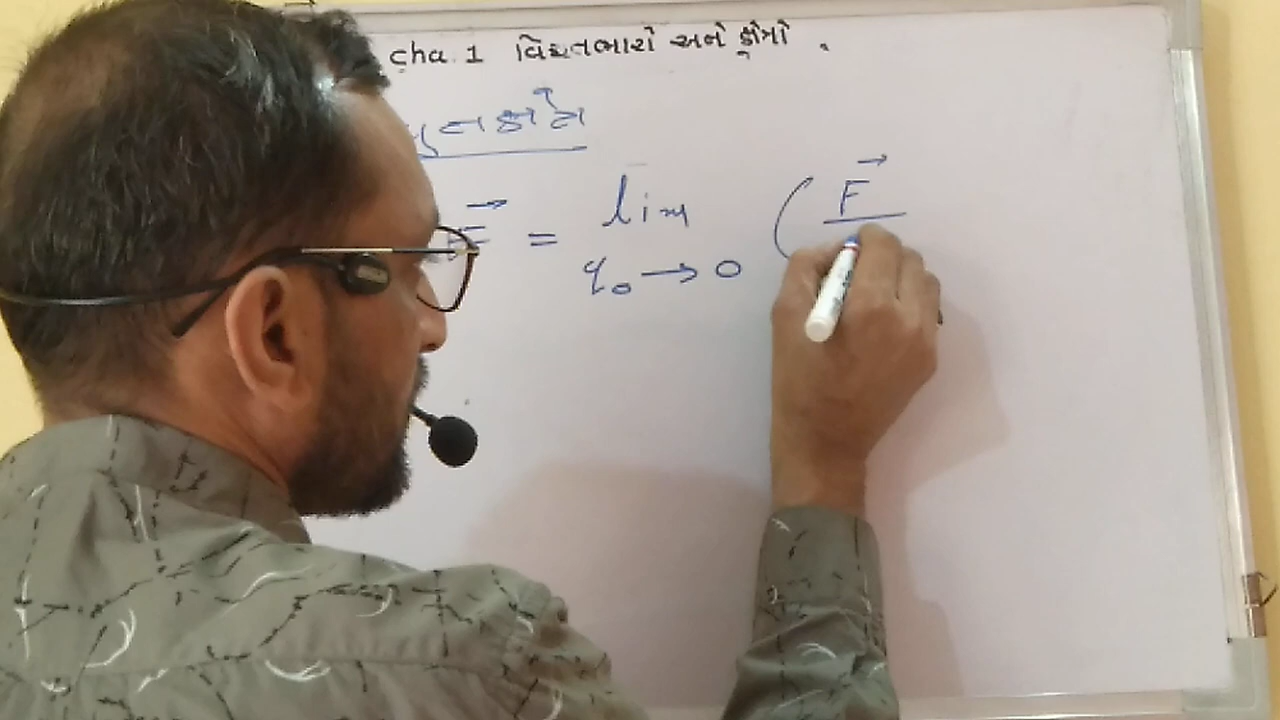 Cha. 1 વિદ્યુતભારો અને ક્ષેત્રો.
E⃗ = lim (F⃗
q₀ → 0